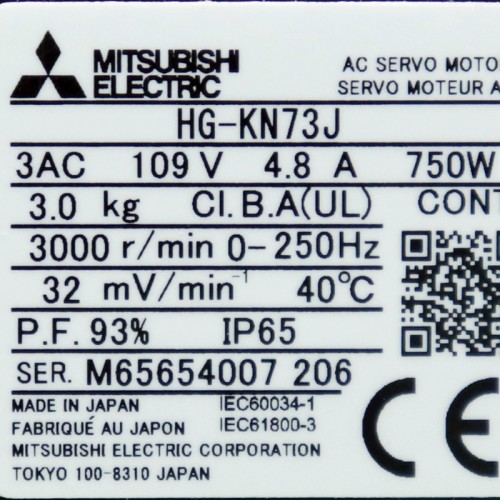 MITSUBISHI ELECTRIC
AC SERVO MOTO
SERVO MOTEUR A
HG-KN73J
3AC 109 V 4.8 A 750W
3.0 kg CI.B.A(UL) CONT
3000 r/min 0-250Hz
32 mV/min⁻¹ 40℃
P.F. 93% IP65
SER. M65654007 206
MADE IN JAPAN IEC60034-1
FABRIQUÉ AU JAPON IEC61800-3
MITSUBISHI ELECTRIC CORPORATION
TOKYO 100-8310 JAPAN
CE